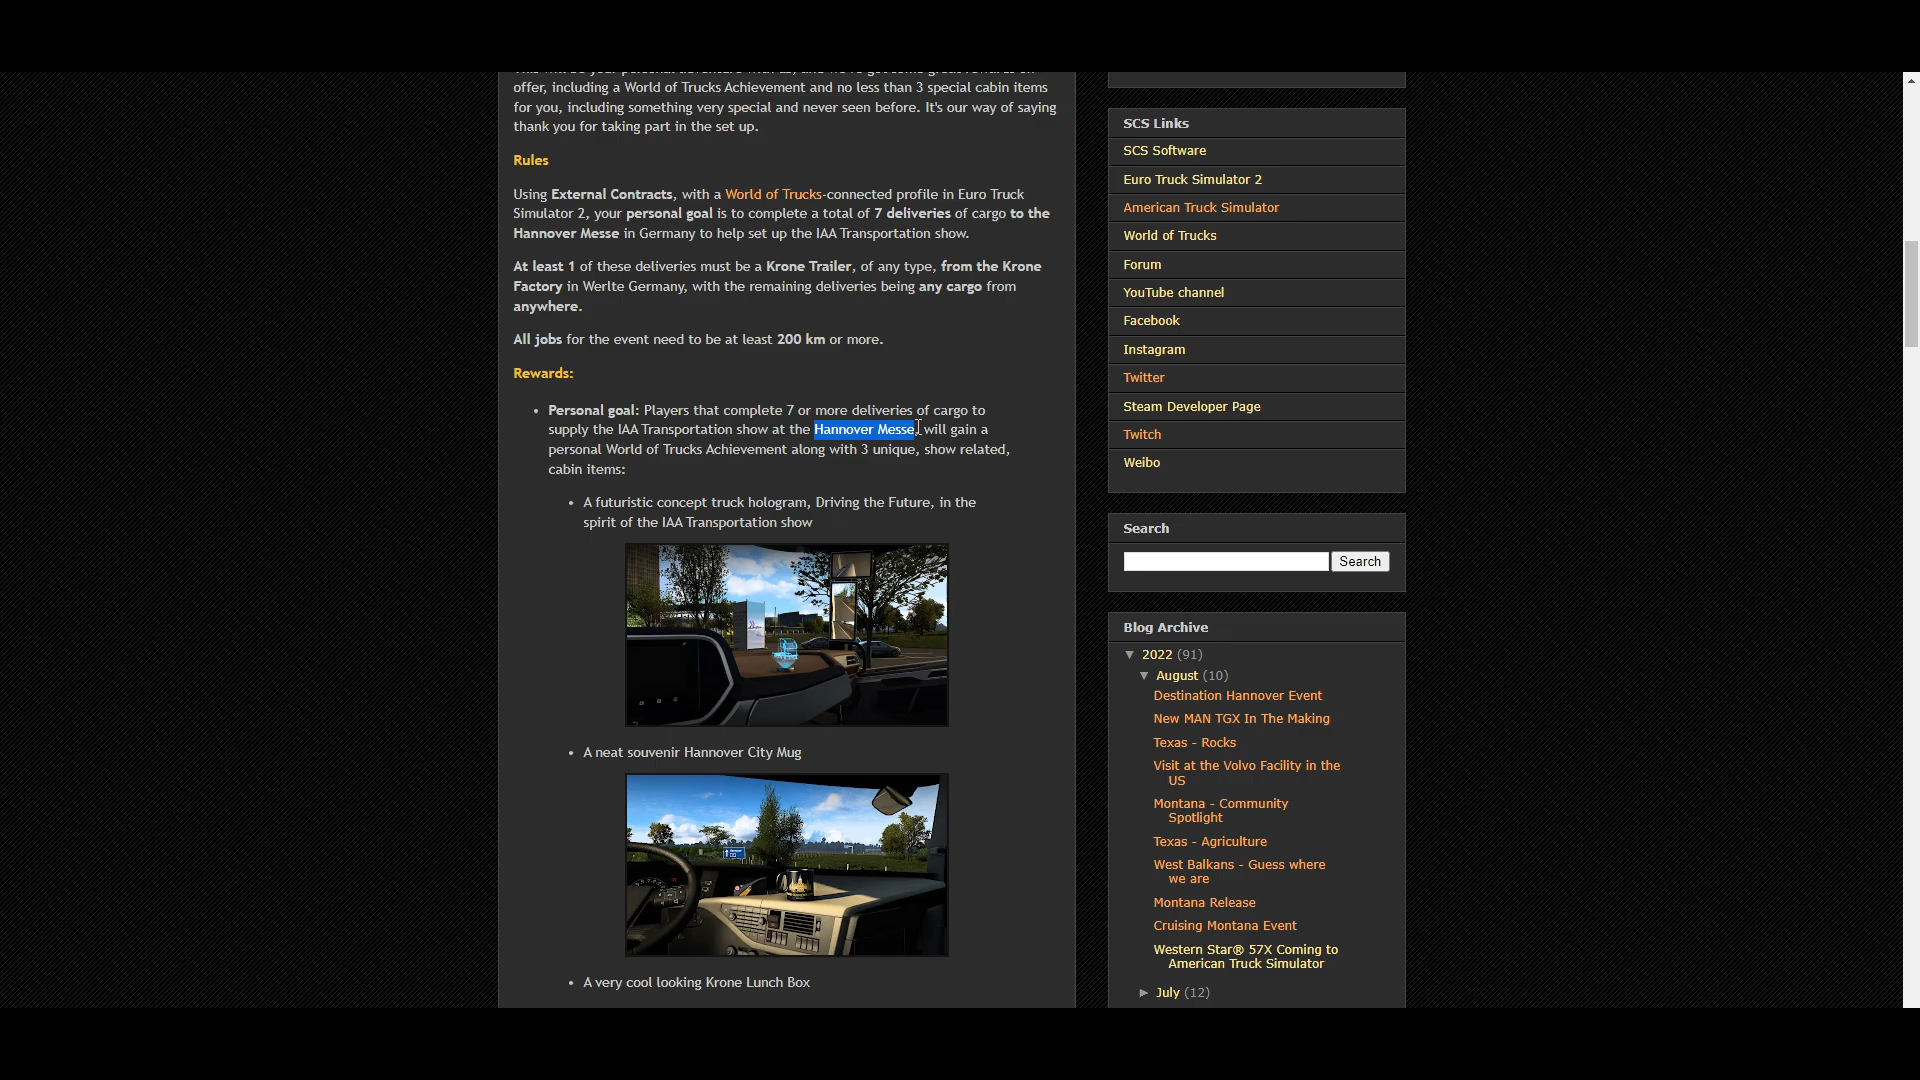 offer, including a World of Trucks Achievement and no less than 3 special cabin items
for you, including something very special and never seen before. It's our way of saying
thank you for taking part in the set up.
Rules
Using External Contracts, with a World of Trucks-connected profile in Euro Truck
Simulator 2, your personal goal is to complete a total of 7 deliveries of cargo to the
Hannover Messe in Germany to help set up the IAA Transportation show.
At least 1 of these deliveries must be a Krone Trailer, of any type, from the Krone
Factory in Werlte Germany, with the remaining deliveries being any cargo from
anywhere.
All jobs for the event need to be at least 200 km or more.
Rewards:
• Personal goal: Players that complete 7 or more deliveries of cargo to
supply the IAA Transportation show at the Hannover Messe, will gain a
personal World of Trucks Achievement along with 3 unique, show related,
cabin items:
• A futuristic concept truck hologram, Driving the Future, in the
spirit of the IAA Transportation show
• A neat souvenir Hannover City Mug
• A very cool looking Krone Lunch Box
SCS Links
SCS Software
Euro Truck Simulator 2
American Truck Simulator
World of Trucks
Forum
YouTube channel
Facebook
Instagram
Twitter
Steam Developer Page
Twitch
Weibo
Search
Search
Blog Archive
▼ 2022 (91)
▼ August (10)
Destination Hannover Event
New MAN TGX In The Making
Texas - Rocks
Visit at the Volvo Facility in the
US
Montana - Community
Spotlight
Texas - Agriculture
West Balkans - Guess where
we are
Montana Release
Cruising Montana Event
Western Star® 57X Coming to
American Truck Simulator
► July (12)